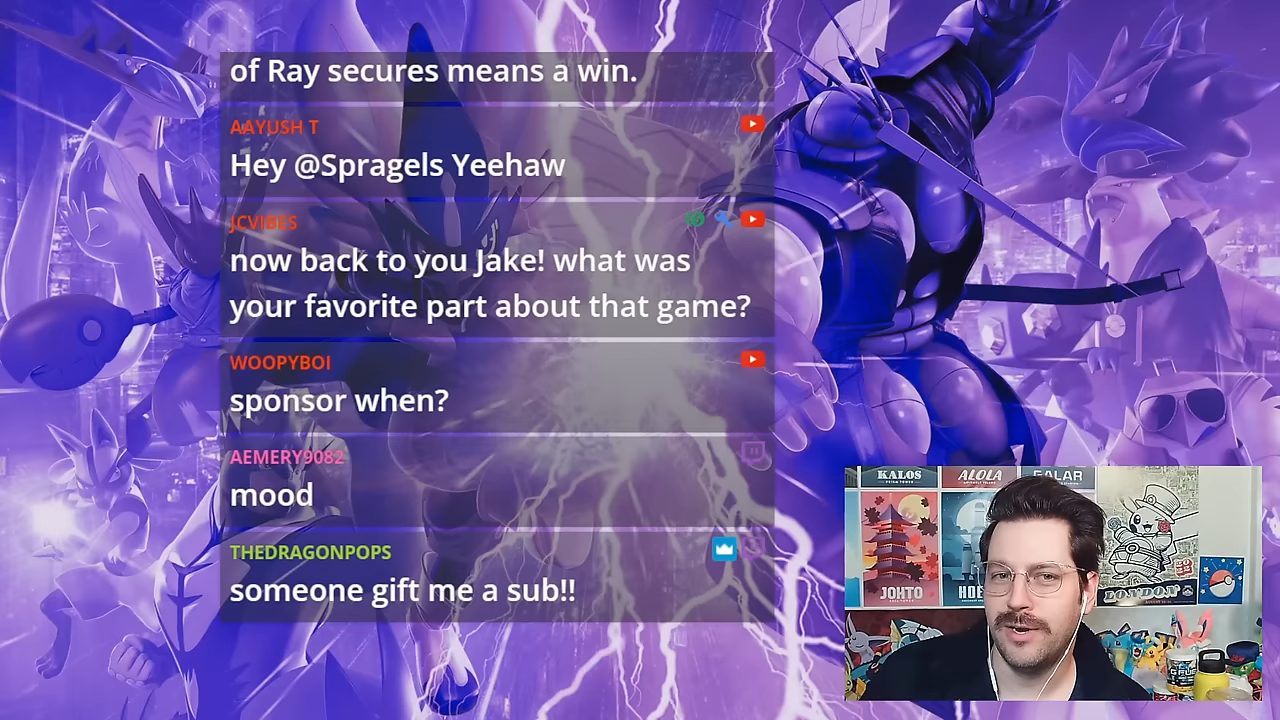 of Ray secures means a win.
AAYUSH T
Hey @Spragels Yeehaw
JCVIBES
now back to you Jake! what was
your favorite part about that game?
WOOPYBOI
sponsor when?
AEMERY9082
mood
THEDRAGONPOPS
someone gift me a sub!!
KALOS
ALOLA
GALAR
JOHTO
LONDON
G FUEL